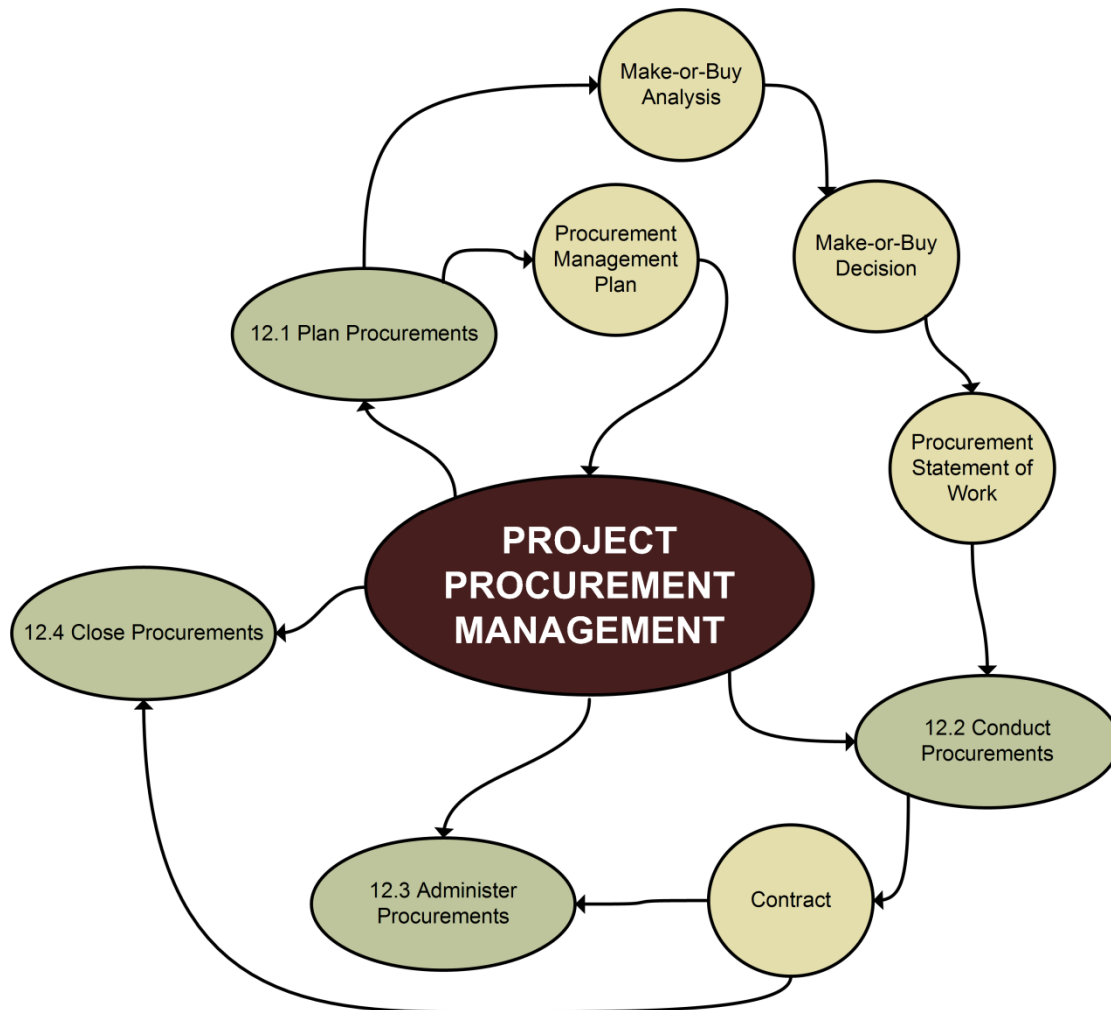 Make-or-Buy
Analysis
Procurement
Management
Plan
Make-or-Buy
Decision
12.1 Plan Procurements
Procurement
Statement of
Work
PROJECT
PROCUREMENT
MANAGEMENT
12.4 Close Procurements
12.2 Conduct
Procurements
12.3 Administer
Procurements
Contract